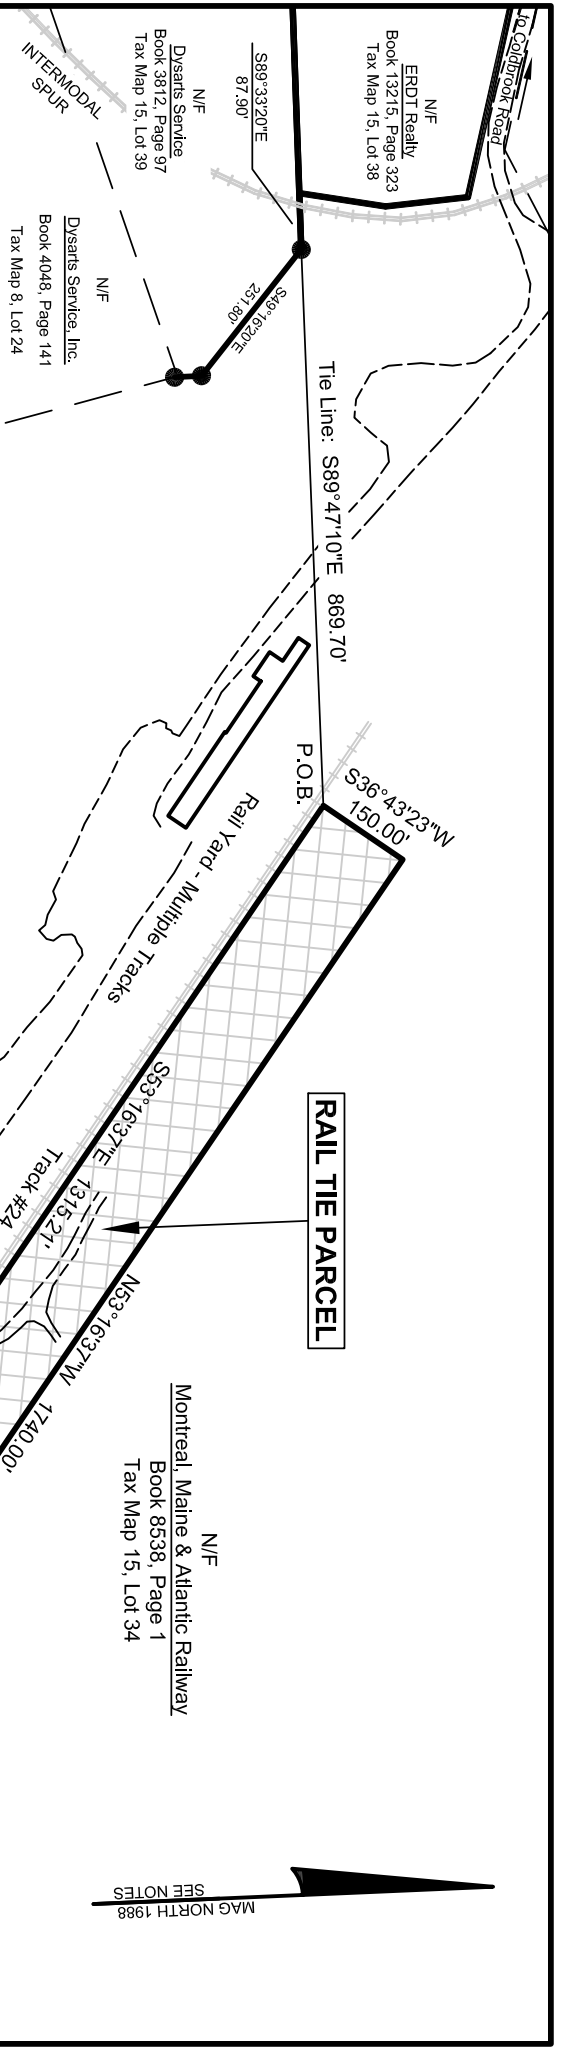 to Coldbrook Road
N/F
ERDT Realty
Book 13215, Page 323
Tax Map 15, Lot 38
S89°33'20"E
87.90'
N/F
Dysarts Service
Book 3812, Page 97
Tax Map 15, Lot 39
INTERMODAL
SPUR
N/F
Dysarts Service, Inc.
Book 4048, Page 141
Tax Map 8, Lot 24
S49°16'20"E
251.80'
Tie Line: S89°47'10"E 869.70'
P.O.B.
S36°43'23"W
150.00'
Rail Yard - Multiple Tracks
S53°16'37"E 1315.21'
Track #24
RAIL TIE PARCEL
N53°16'37"W 1740.00'
N/F
Montreal, Maine & Atlantic Railway
Book 8538, Page 1
Tax Map 15, Lot 34
MAG NORTH 1988
SEE NOTES